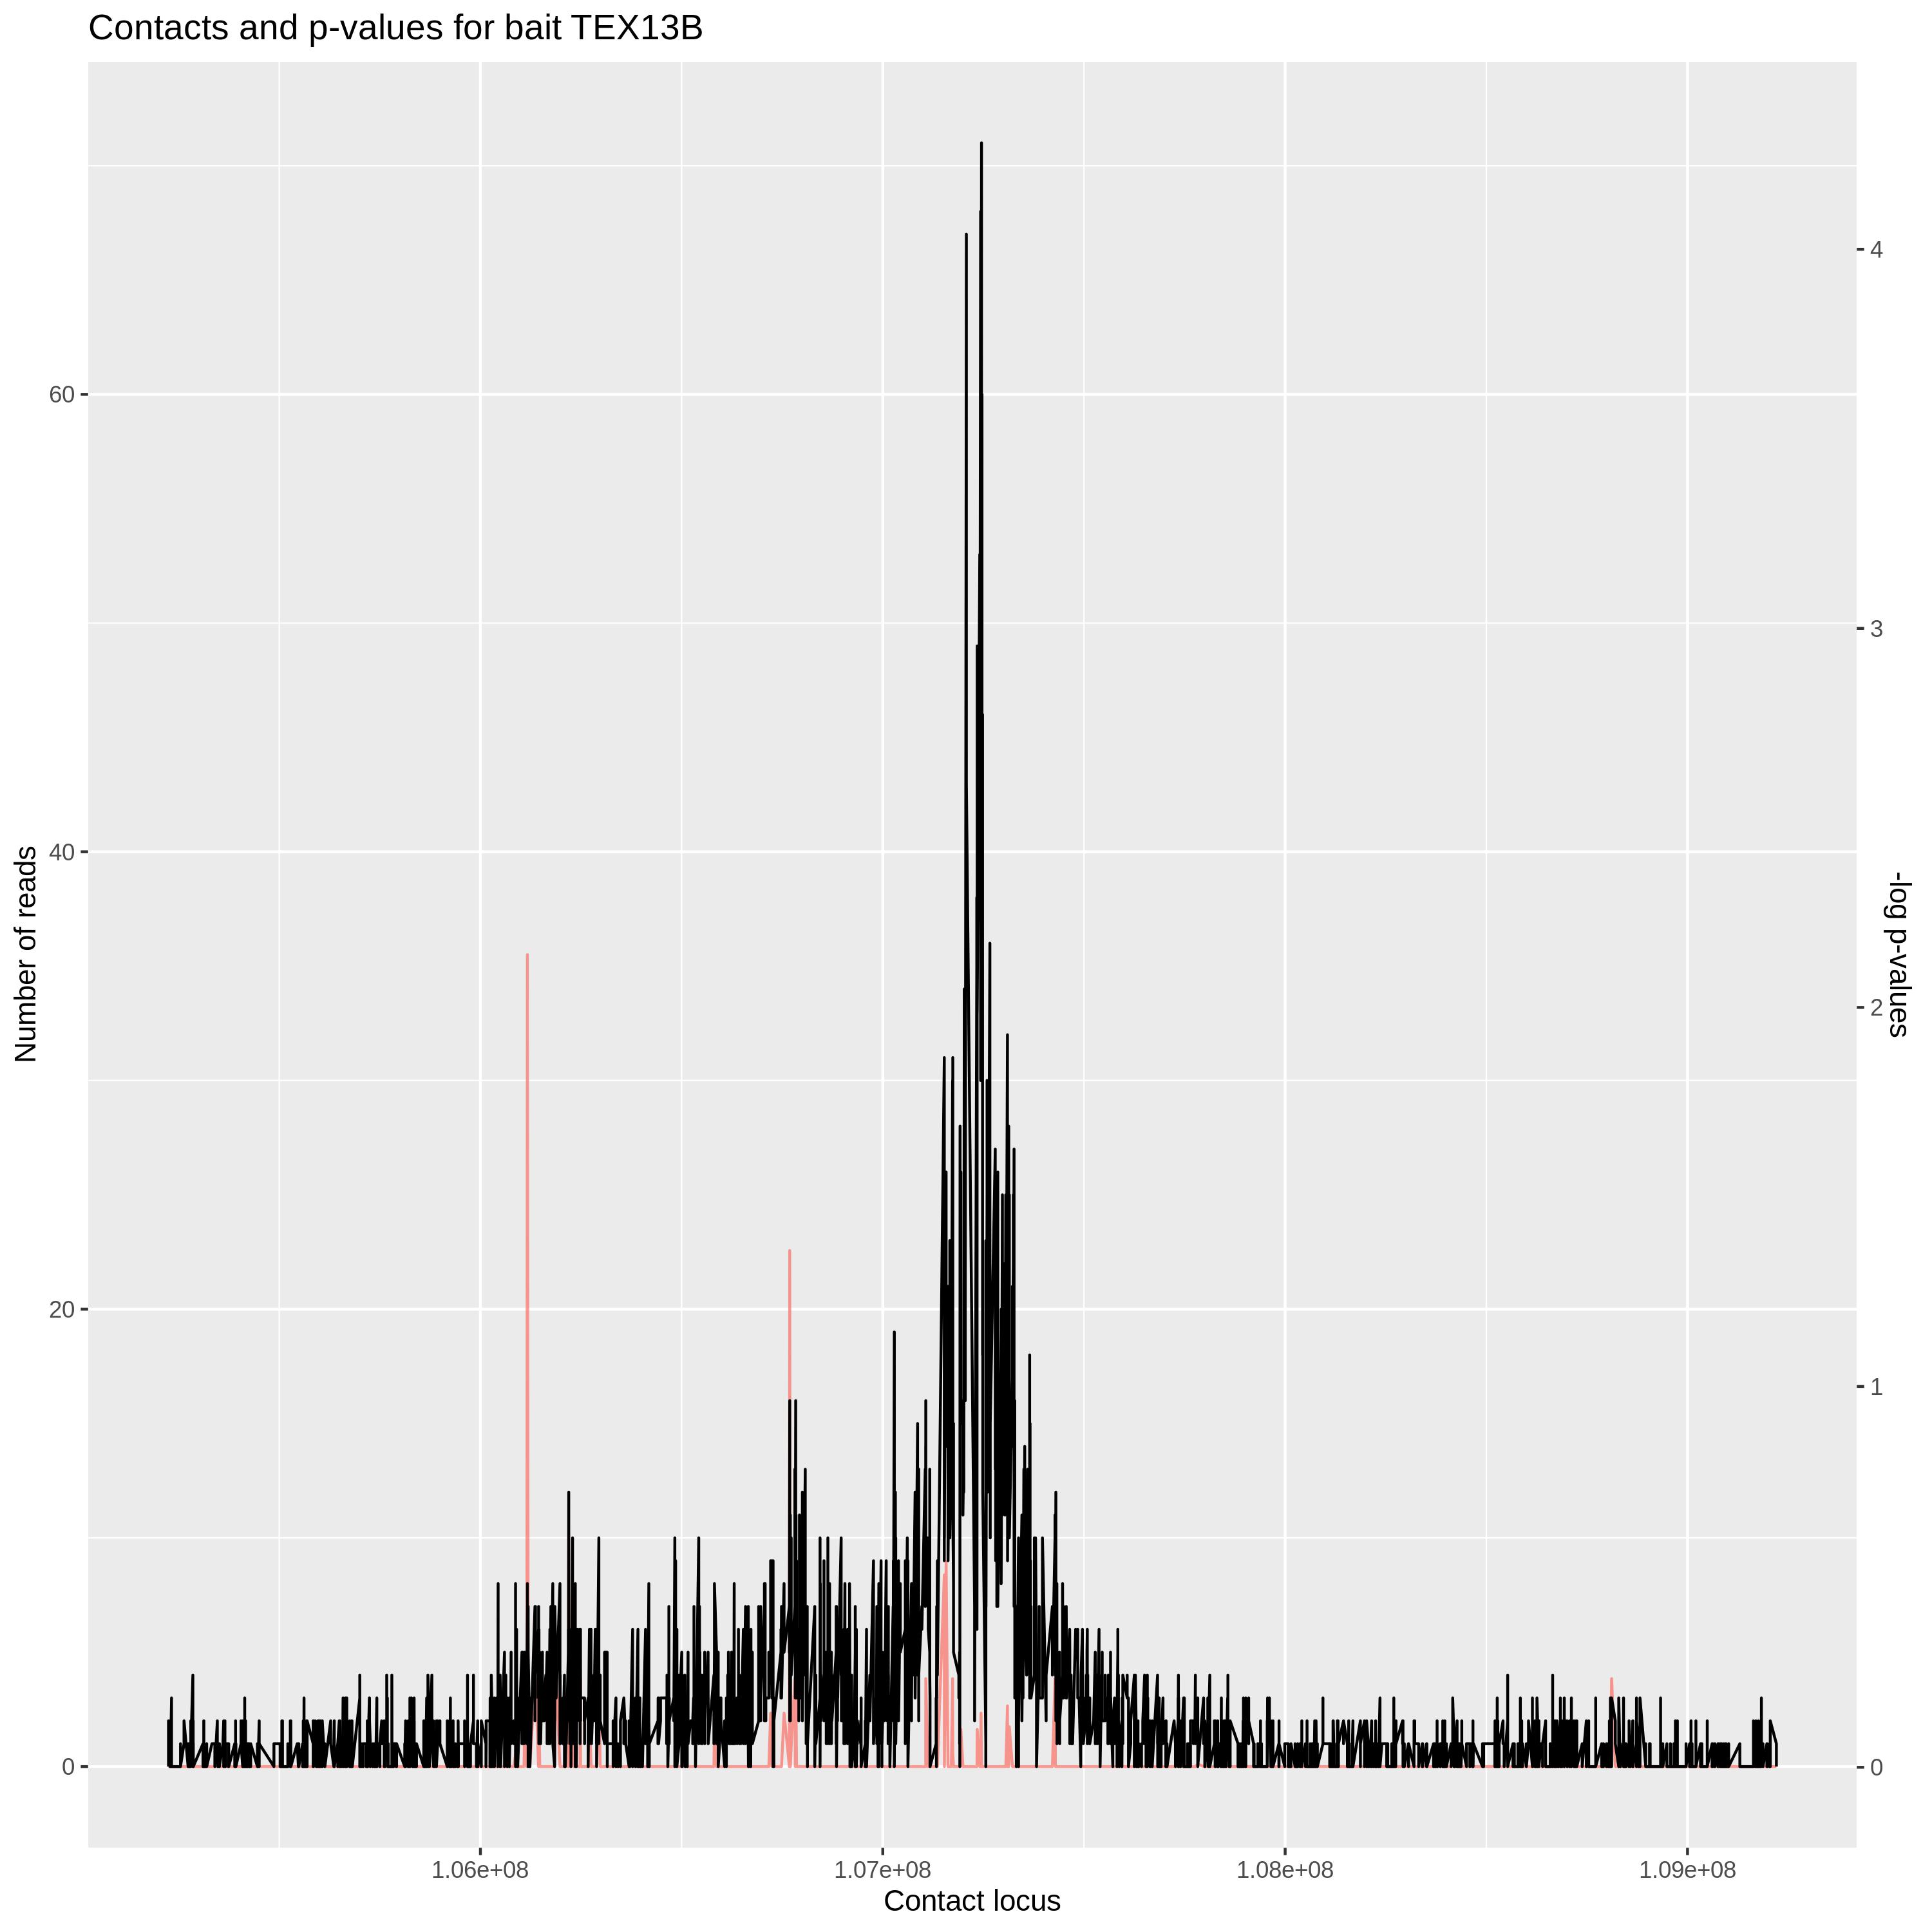 Contacts and p-values for bait TEX13B
Number of reads
60
40
20
0
4
3
2
1
0
-log p-values
1.06e+08 1.07e+08 1.08e+08 1.09e+08
Contact locus